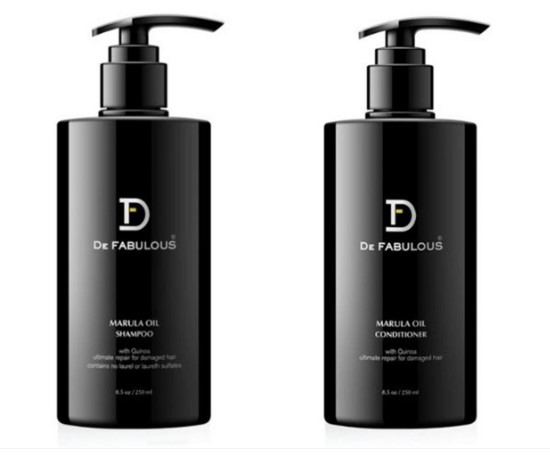 DE FABULOUS®
MARULA OIL
SHAMPOO
with Quinoa
ultimate repair for damaged hair
contains no laurel or laureth sulfates
8.5 oz / 250 ml
DE FABULOUS®
MARULA OIL
CONDITIONER
with Quinoa
ultimate repair for damaged hair
8.5 oz / 250 ml